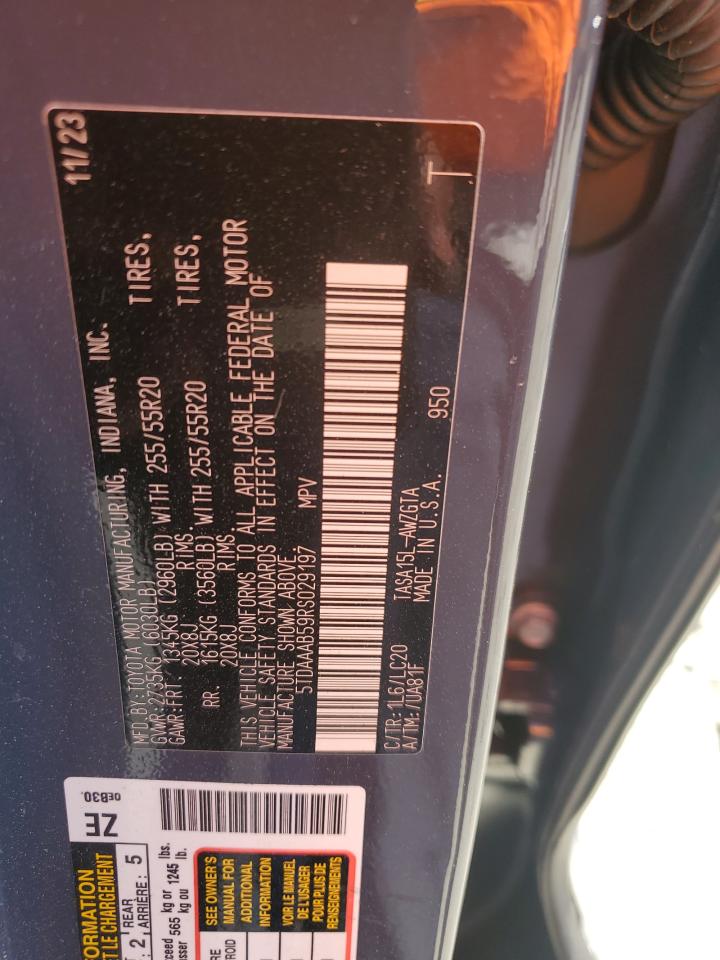 MFD.BY:TOYOTA MOTOR MANUFACTURING, INDIANA, INC. 11/23
GVWR:2735KG (6030LB)
GAWR:FRT. 1345KG (2960LB) WITH 255/55R20 TIRES,
20X8J RIMS.
RR. 1615KG (3560LB) WITH 255/55R20 TIRES,
20X8J RIMS.
THIS VEHICLE CONFORMS TO ALL APPLICABLE FEDERAL MOTOR
VEHICLE SAFETY STANDARDS IN EFFECT ON THE DATE OF
MANUFACTURE SHOWN ABOVE.
5TDAAAB59RS029197 MPV
C/TR:1L6/LC20 TASA15L-AWZGTA 950 T
A/TM:/UA81F MADE IN U.S.A.
ZE
0EB30.
ET LE CHARGEMENT
2 REAR
ARRIÈRE: 5
565 kg or 1245 lbs.
kg ou lb.
SEE OWNER'S
MANUAL FOR
ADDITIONAL
INFORMATION
VOIR LE MANUEL
DE L'USAGER
POUR PLUS DE
RENSEIGNEMENTS